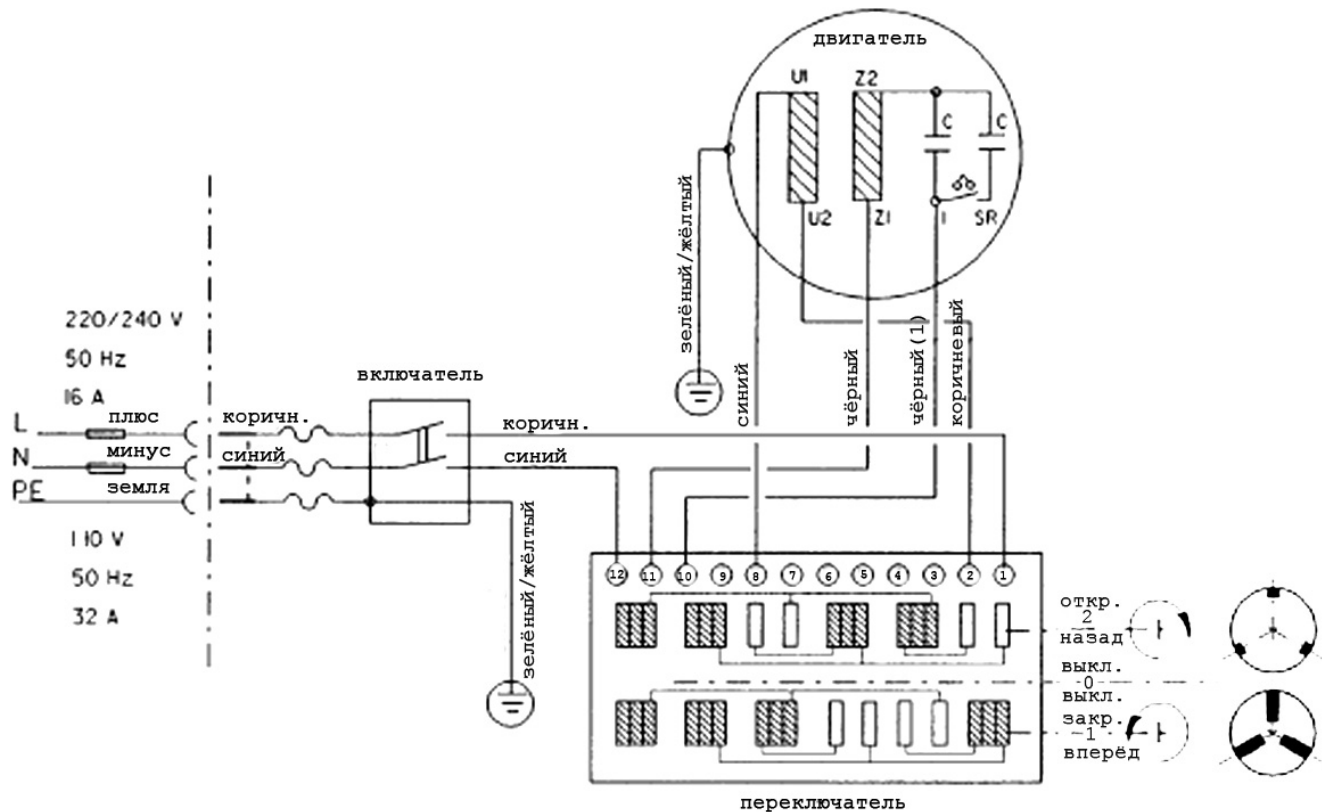 двигатель
U1 Z2
C C
U2 Z1 1 SR
зелёный/жёлтый
синий
чёрный
чёрный(1)
коричневый
220/240 V
50 Hz
16 A
включатель
L плюс коричн. коричн.
N минус синий синий
PE земля
зелёный/жёлтый
110 V
50 Hz
32 A
12 11 10 9 8 7 6 5 4 3 2 1
откр.
2
назад
выкл.
0
выкл.
закр.
1
вперёд
переключатель